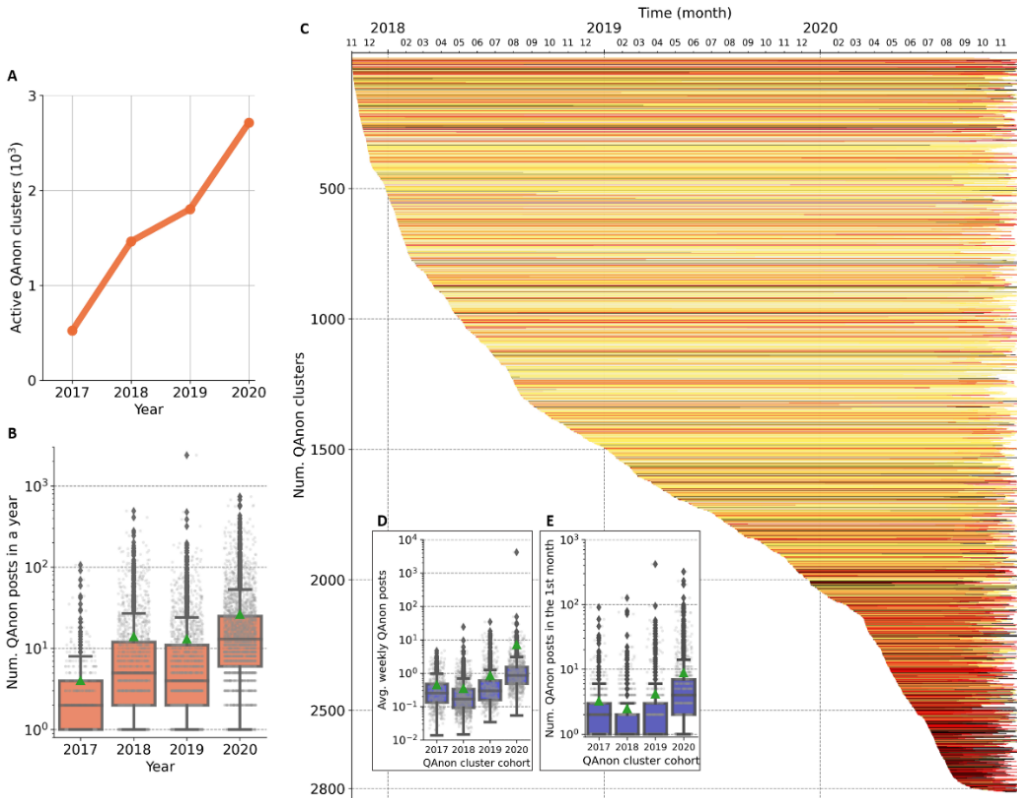 C
Time (month)
2018 2019 2020
11 12 02 03 04 05 06 07 08 09 10 11 12 02 03 04 05 06 07 08 09 10 11 12 02 03 04 05 06 07 08 09 10 11
Num. QAnon clusters
500
1000
1500
2000
2500
2800
A
Active QAnon clusters (10³)
3
2
1
0
2017 2018 2019 2020
Year
B
Num. QAnon posts in a year
10³
10²
10¹
10⁰
2017 2018 2019 2020
Year
D
Avg. weekly QAnon posts
10⁴
10³
10²
10¹
10⁰
10⁻¹
10⁻²
2017 2018 2019 2020
QAnon cluster cohort
E
Num. QAnon posts in the 1st month
10³
10²
10¹
10⁰
2017 2018 2019 2020
QAnon cluster cohort